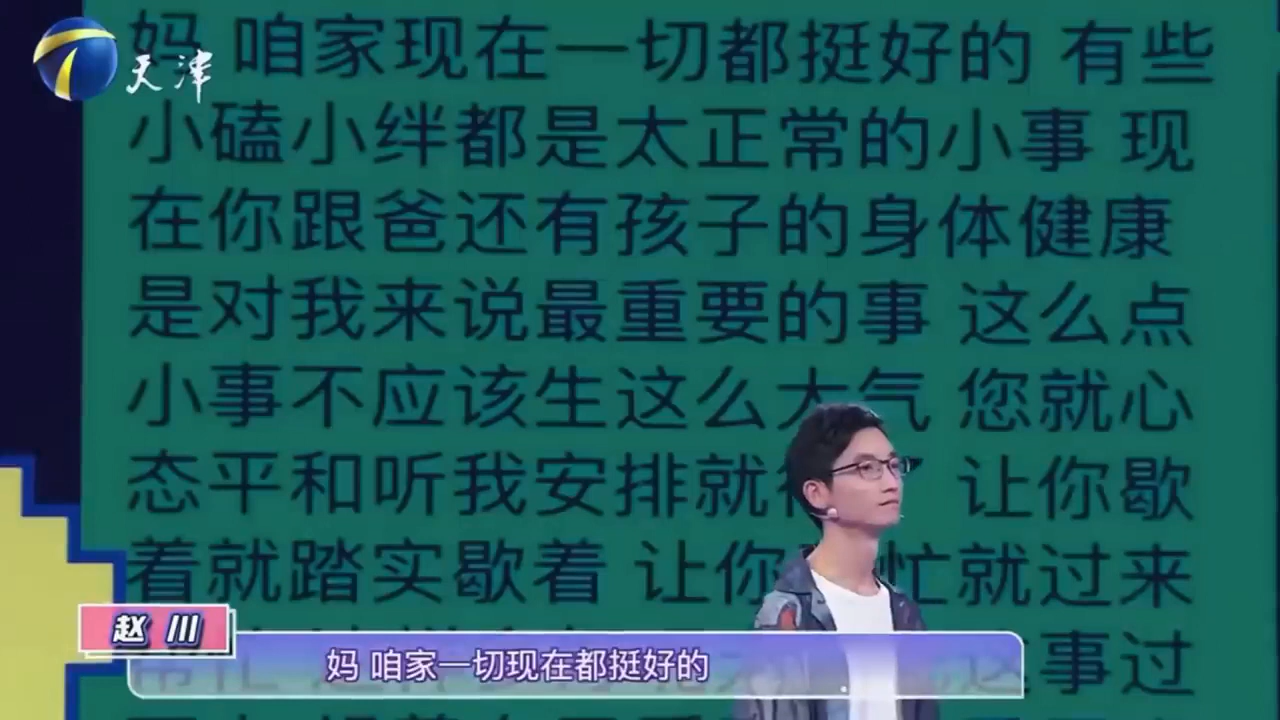 天津
妈 咱家现在一切都挺好的 有些
小磕小绊都是太正常的小事 现
在你跟爸还有孩子的身体健康
是对我来说最重要的事 这么点
小事不应该生这么大气 您就心
态平和听我安排就 让你歇
着就踏实歇着 让你 忙就过来
事过
赵川
妈 咱家一切现在都挺好的